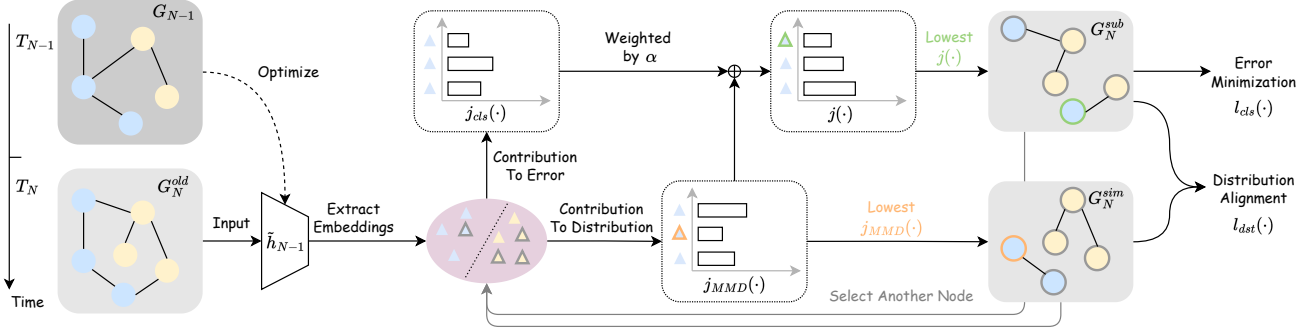 T_{N-1}
G_{N-1}
Optimize
Weighted
by α
j_{cls}(·)
j(·)
Lowest
j(·)
G_N^{sub}
Error
Minimization
l_{cls}(·)
Contribution
To Error
T_N
G_N^{old}
Input
h̃_{N-1}
Extract
Embeddings
Contribution
To Distribution
j_{MMD}(·)
Lowest
j_{MMD}(·)
G_N^{sim}
Distribution
Alignment
l_{dst}(·)
Select Another Node
Time